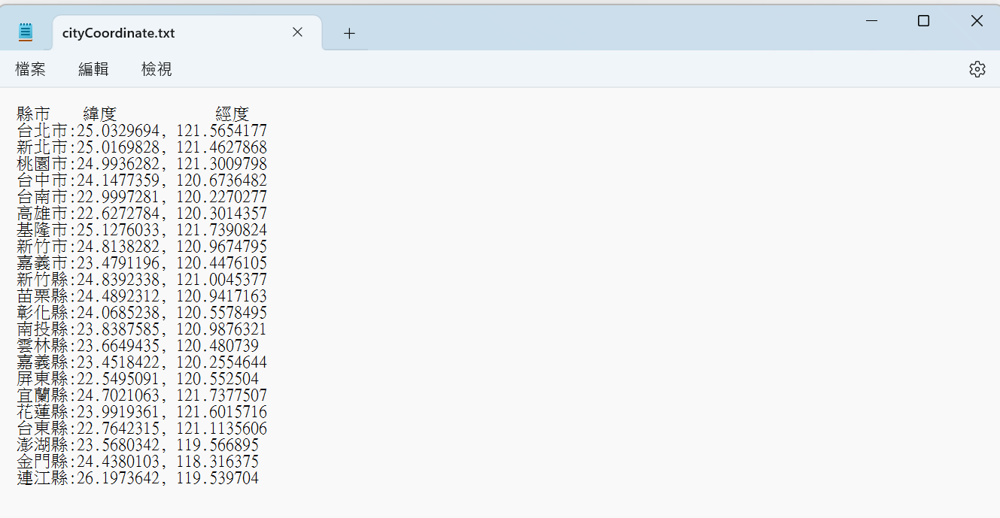 cityCoordinate.txt
檔案 編輯 檢視
縣市 緯度 經度
台北市:25.0329694, 121.5654177
新北市:25.0169828, 121.4627868
桃園市:24.9936282, 121.3009798
台中市:24.1477359, 120.6736482
台南市:22.9997281, 120.2270277
高雄市:22.6272784, 120.3014357
基隆市:25.1276033, 121.7390824
新竹市:24.8138282, 120.9674795
嘉義市:23.4791196, 120.4476105
新竹縣:24.8392338, 121.0045377
苗栗縣:24.4892312, 120.9417163
彰化縣:24.0685238, 120.5578495
南投縣:23.8387585, 120.9876321
雲林縣:23.6649435, 120.480739
嘉義縣:23.4518422, 120.2554644
屏東縣:22.5495091, 120.552504
宜蘭縣:24.7021063, 121.7377507
花蓮縣:23.9919361, 121.6015716
台東縣:22.7642315, 121.1135606
澎湖縣:23.5680342, 119.566895
金門縣:24.4380103, 118.316375
連江縣:26.1973642, 119.539704